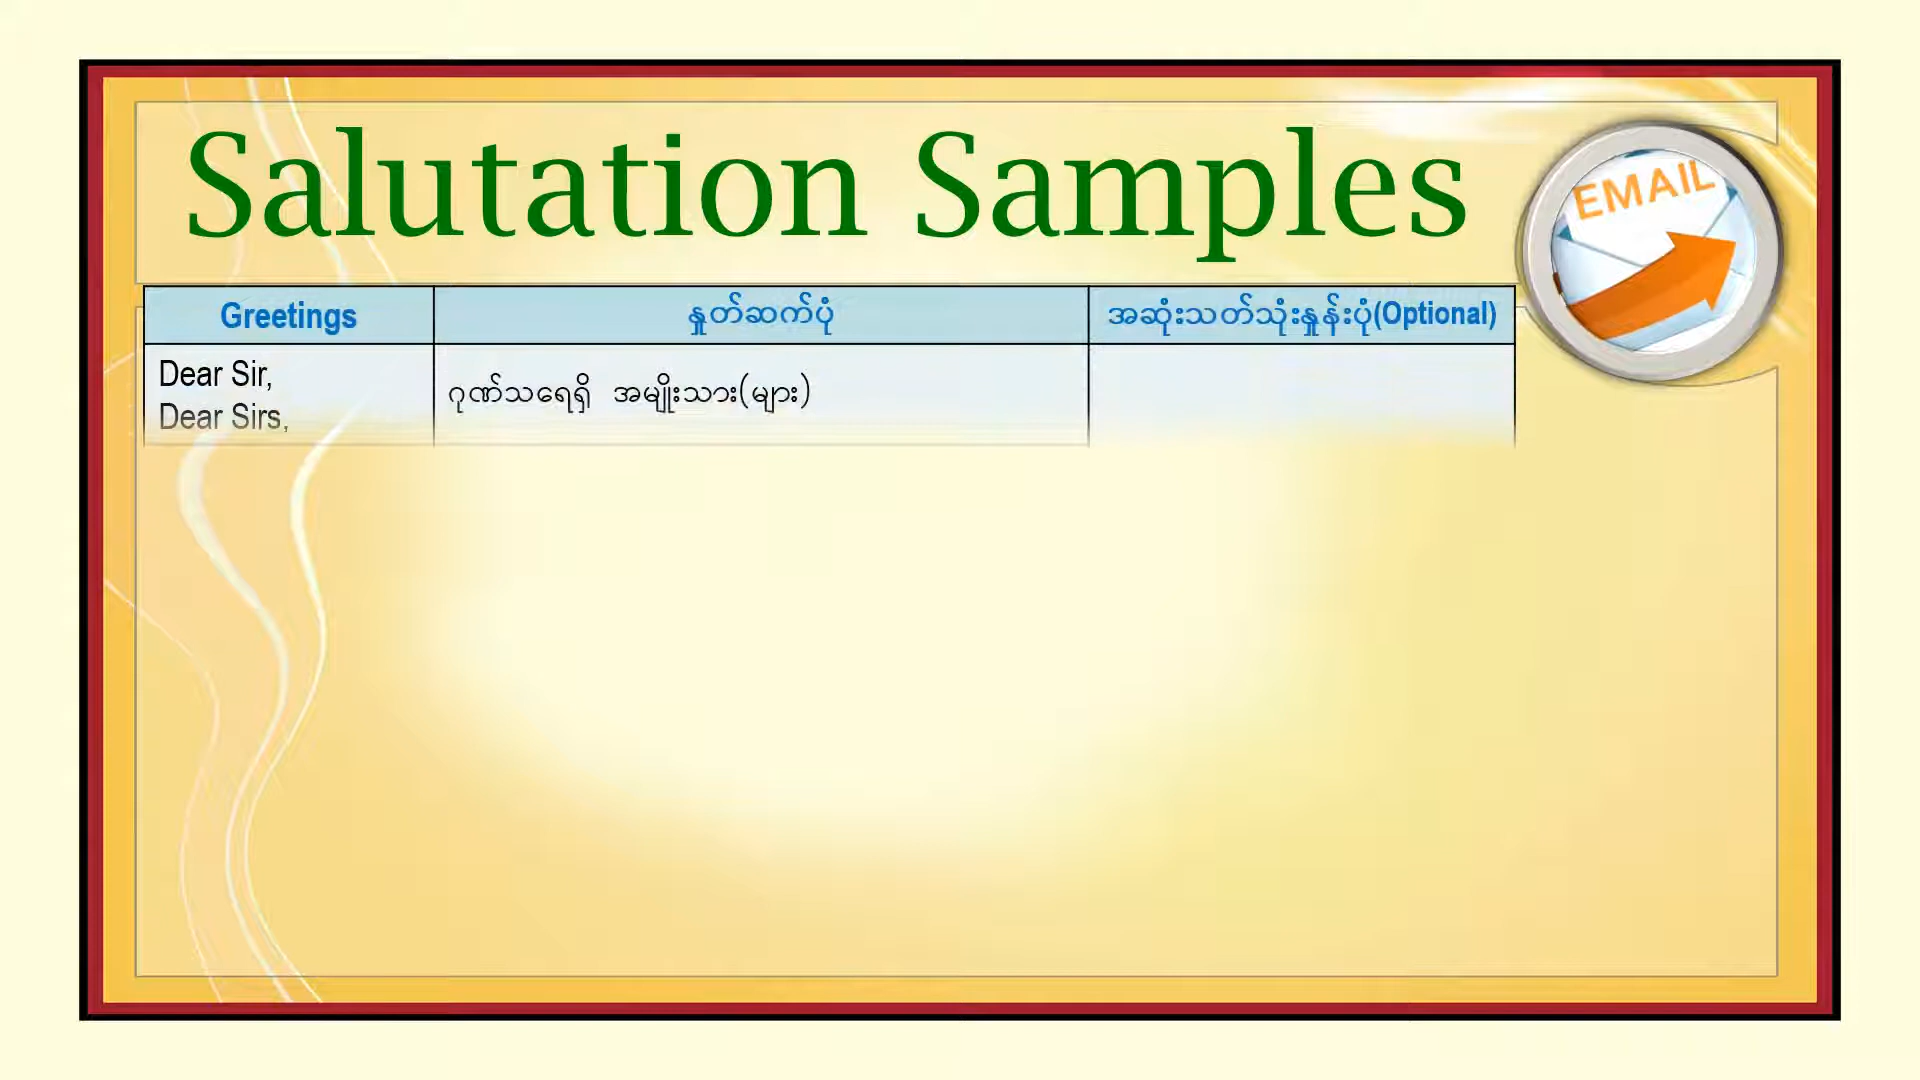 Salutation Samples
EMAIL
Greetings
နှုတ်ဆက်ပုံ
အဆုံးသတ်သုံးနှုန်းပုံ(Optional)
Dear Sir,
Dear Sirs,
ဂုဏ်သရေရှိ အမျိုးသား(များ)